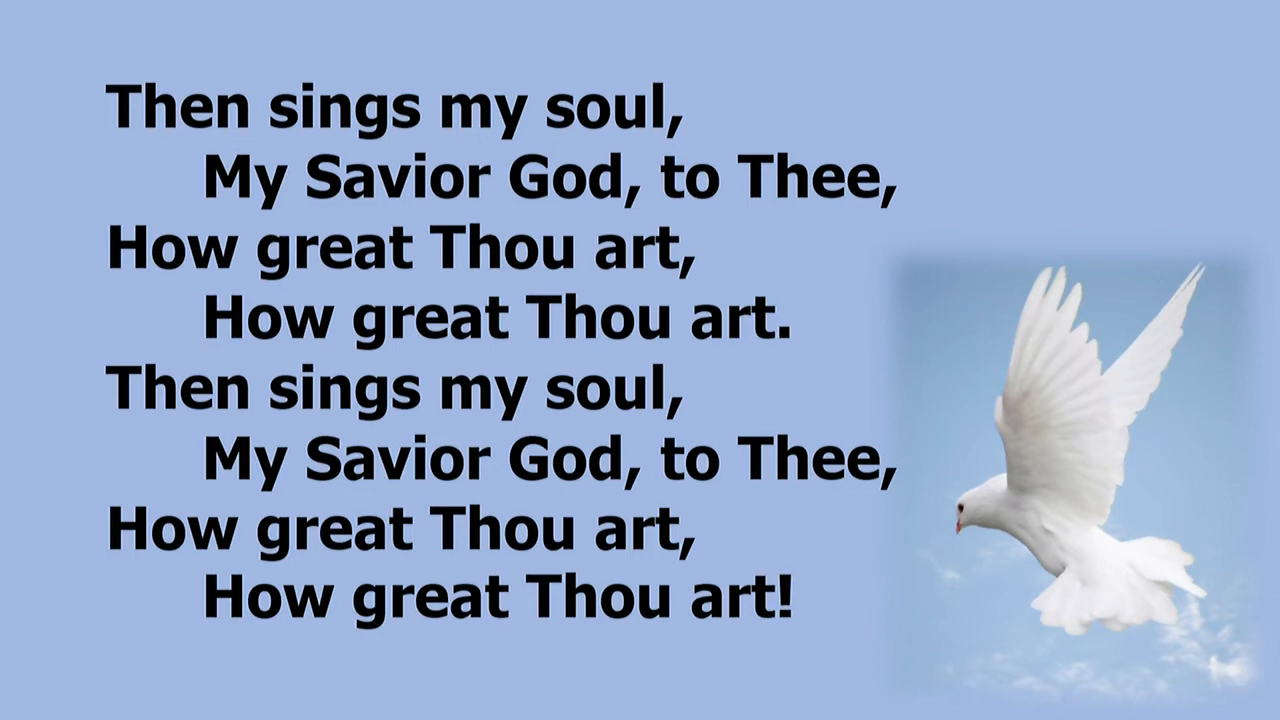 Then sings my soul,
My Savior God, to Thee,
How great Thou art,
How great Thou art.
Then sings my soul,
My Savior God, to Thee,
How great Thou art,
How great Thou art!